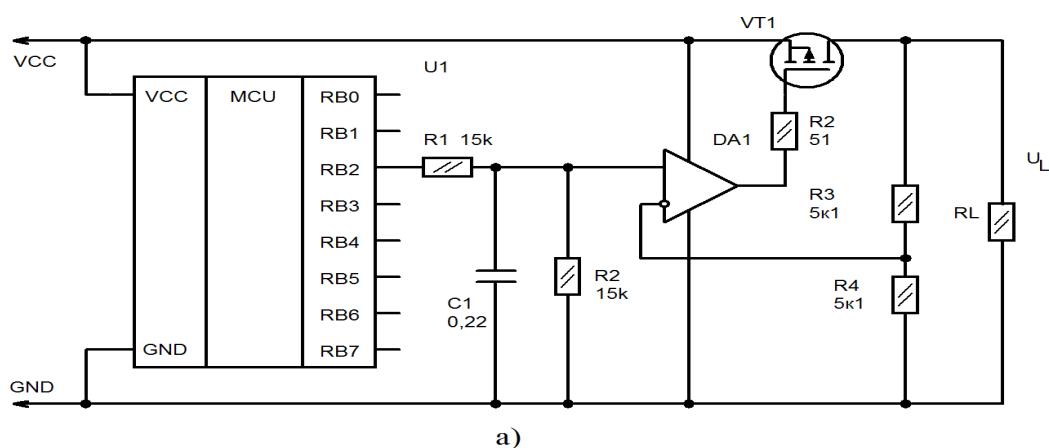 VT1
VCC
U1
VCC
MCU
RB0
RB1
RB2
RB3
RB4
RB5
RB6
RB7
GND
GND
R1 15k
C1
0,22
R2
15k
DA1
R2
51
R3
5к1
R4
5к1
RL
UL
а)